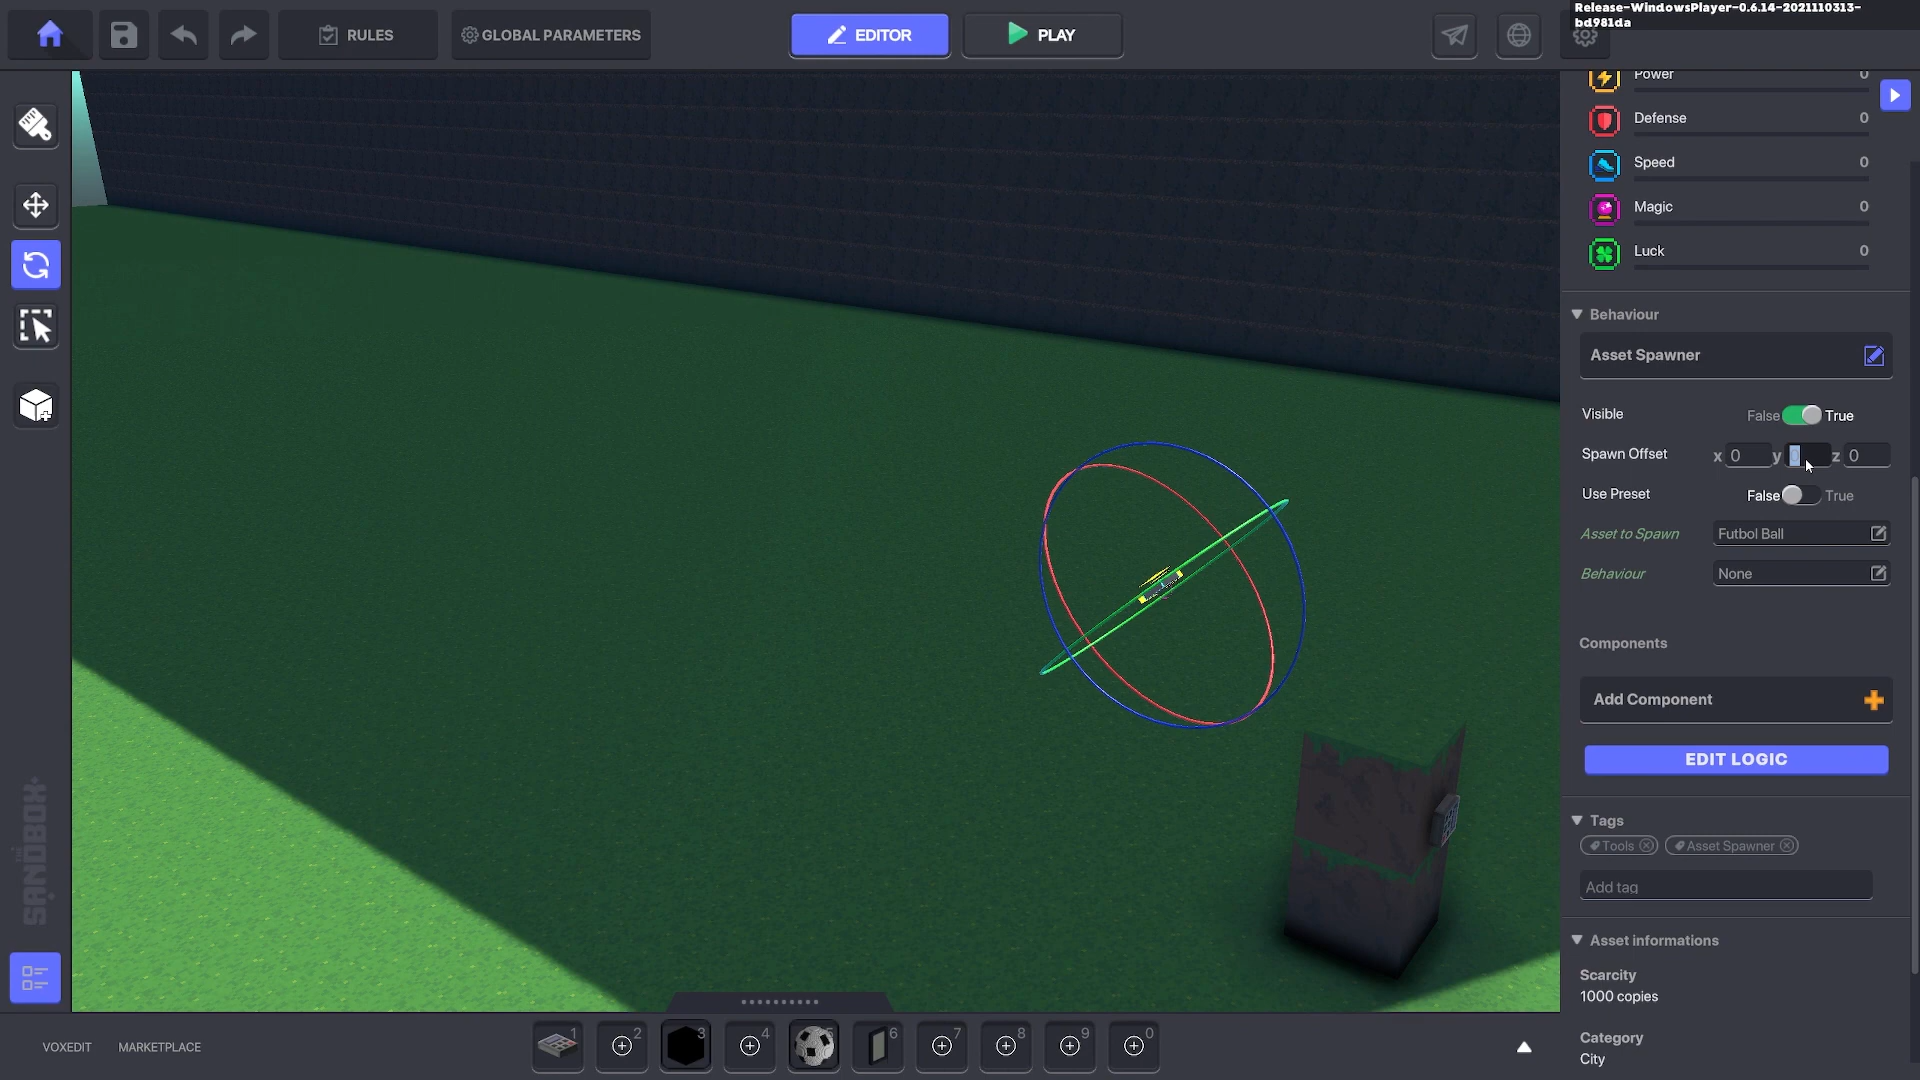 Release-WindowsPlayer-0.6.14-2021110313-
bd981da
RULES
GLOBAL PARAMETERS
EDITOR
PLAY
Power 0
Defense 0
Speed 0
Magic 0
Luck 0
Behaviour
Asset Spawner
Visible False True
Spawn Offset x 0 y 0 z 0
Use Preset False True
Asset to Spawn Futbol Ball
Behaviour None
Components
Add Component
EDIT LOGIC
Tags
Tools Asset Spawner
Add tag
Asset informations
Scarcity
1000 copies
Category
City
THE SANDBOX
VOXEDIT MARKETPLACE
1 2 3 4 5 6 7 8 9 0